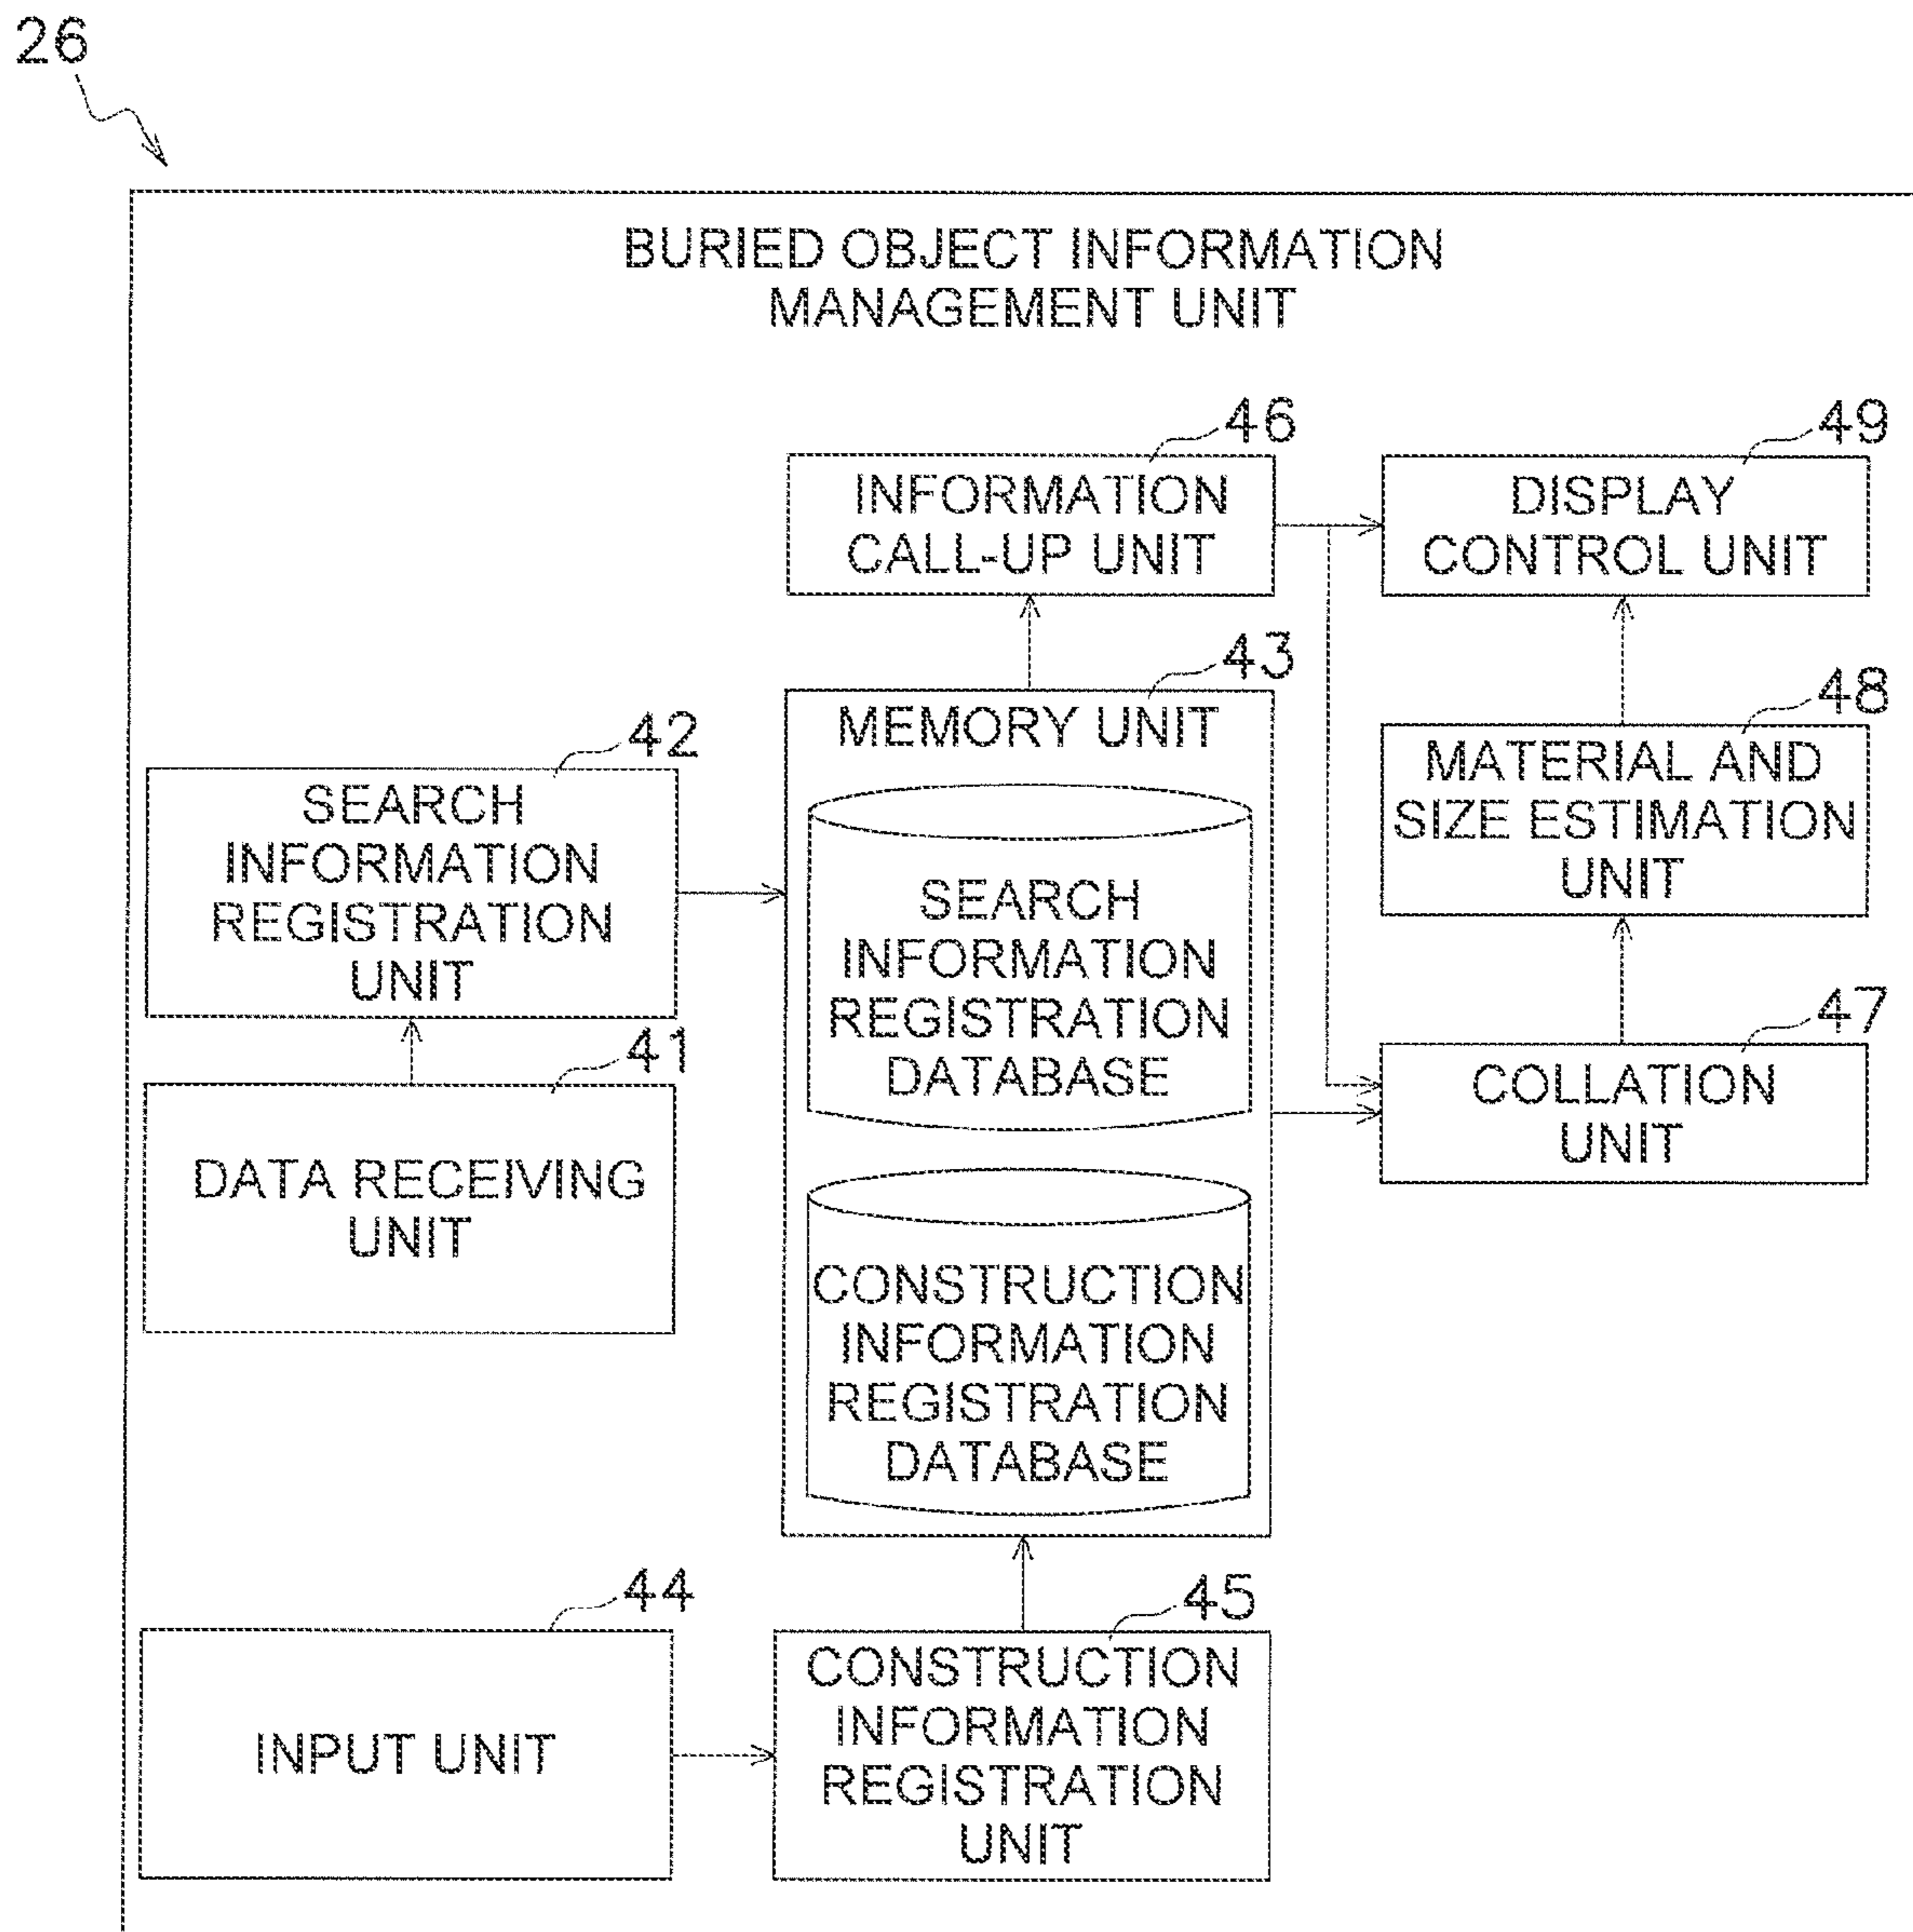 26
BURIED OBJECT INFORMATION
MANAGEMENT UNIT
46
INFORMATION
CALL-UP UNIT
49
DISPLAY
CONTROL UNIT
43
MEMORY UNIT
SEARCH
INFORMATION
REGISTRATION
DATABASE
CONSTRUCTION
INFORMATION
REGISTRATION
DATABASE
42
SEARCH
INFORMATION
REGISTRATION
UNIT
48
MATERIAL AND
SIZE ESTIMATION
UNIT
41
DATA RECEIVING
UNIT
47
COLLATION
UNIT
44
INPUT UNIT
45
CONSTRUCTION
INFORMATION
REGISTRATION
UNIT